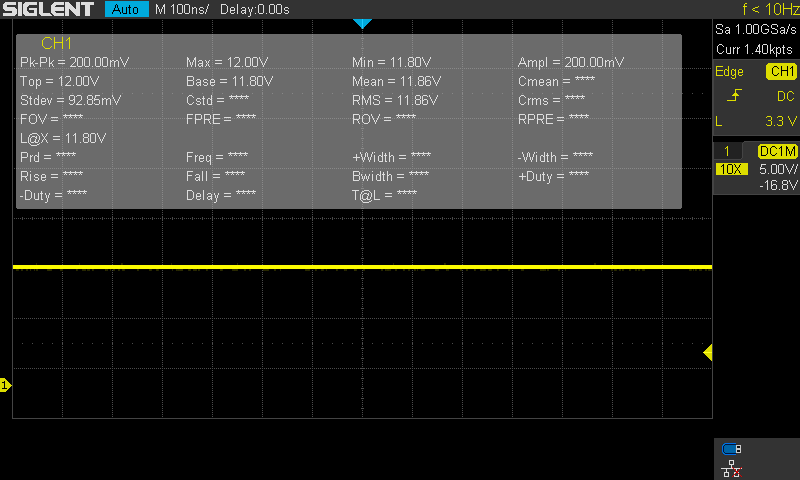 SIGLENT Auto M 100ns/ Delay:0.00s f < 10Hz
Sa 1.00GSa/s
Curr 1.40kpts
CH1
Pk-Pk = 200.00mV Max = 12.00V Min = 11.80V Ampl = 200.00mV
Top = 12.00V Base = 11.80V Mean = 11.86V Cmean = ****
Stdev = 92.85mV Cstd = **** RMS = 11.86V Crms = ****
FOV = **** FPRE = **** ROV = **** RPRE = ****
L@X = 11.80V
Prd = **** Freq = **** +Width = **** -Width = ****
Rise = **** Fall = **** Bwidth = **** +Duty = ****
-Duty = **** Delay = **** T@L = ****
Edge CH1
DC
L 3.3 V
1 DC1M
10X 5.00V/
-16.8V
1